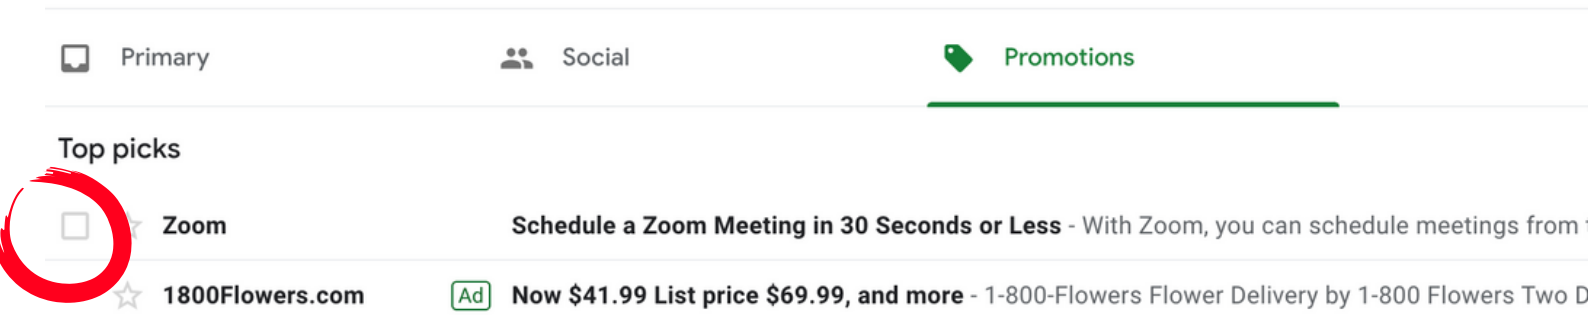 Primary Social Promotions
Top picks
Zoom Schedule a Zoom Meeting in 30 Seconds or Less - With Zoom, you can schedule meetings from
1800Flowers.com Ad Now $41.99 List price $69.99, and more - 1-800-Flowers Flower Delivery by 1-800 Flowers Two